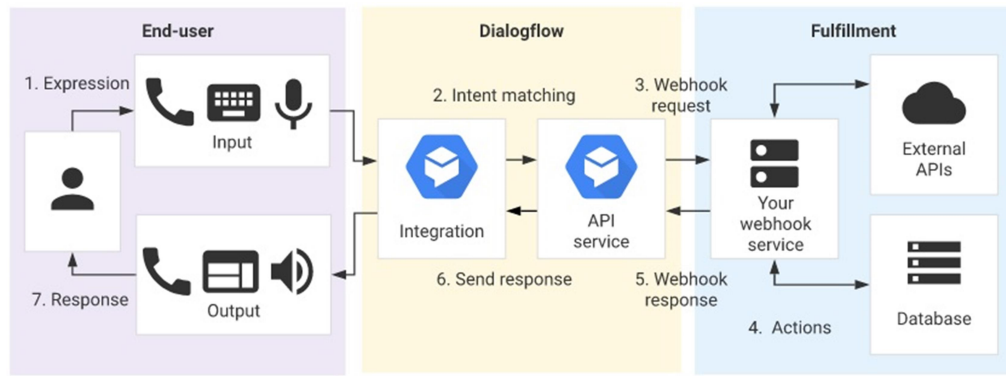 End-user
Dialogflow
Fulfillment
1. Expression
Input
2. Intent matching
3. Webhook
request
Integration
API
service
Your
webhook
service
External
APIs
7. Response
Output
6. Send response
5. Webhook
response
4. Actions
Database